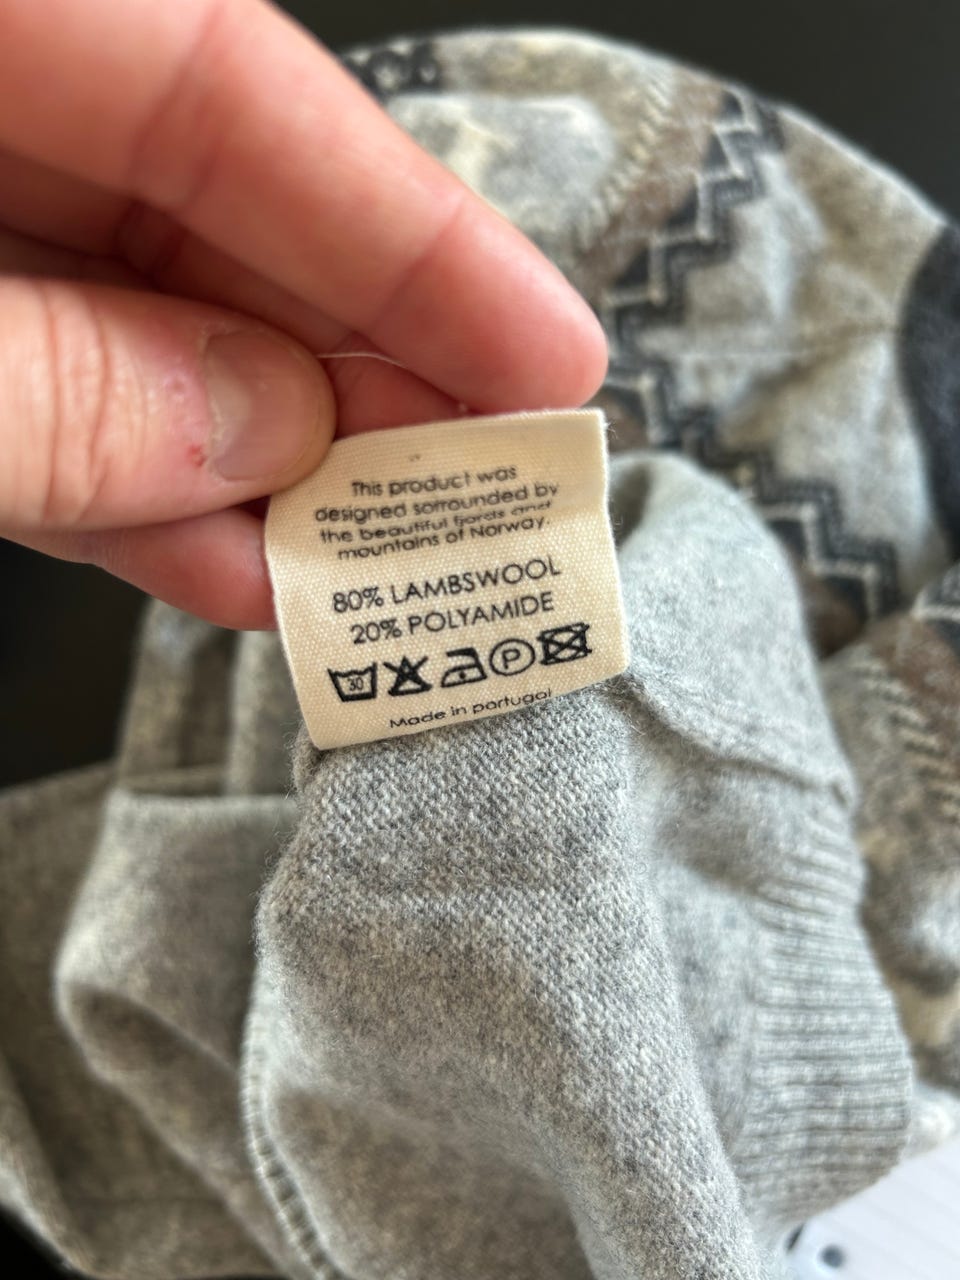 This product was
designed sorrounded by
the beautiful fjords and
mountains of Norway.
80% LAMBSWOOL
20% POLYAMIDE
30 P
Made in portugal